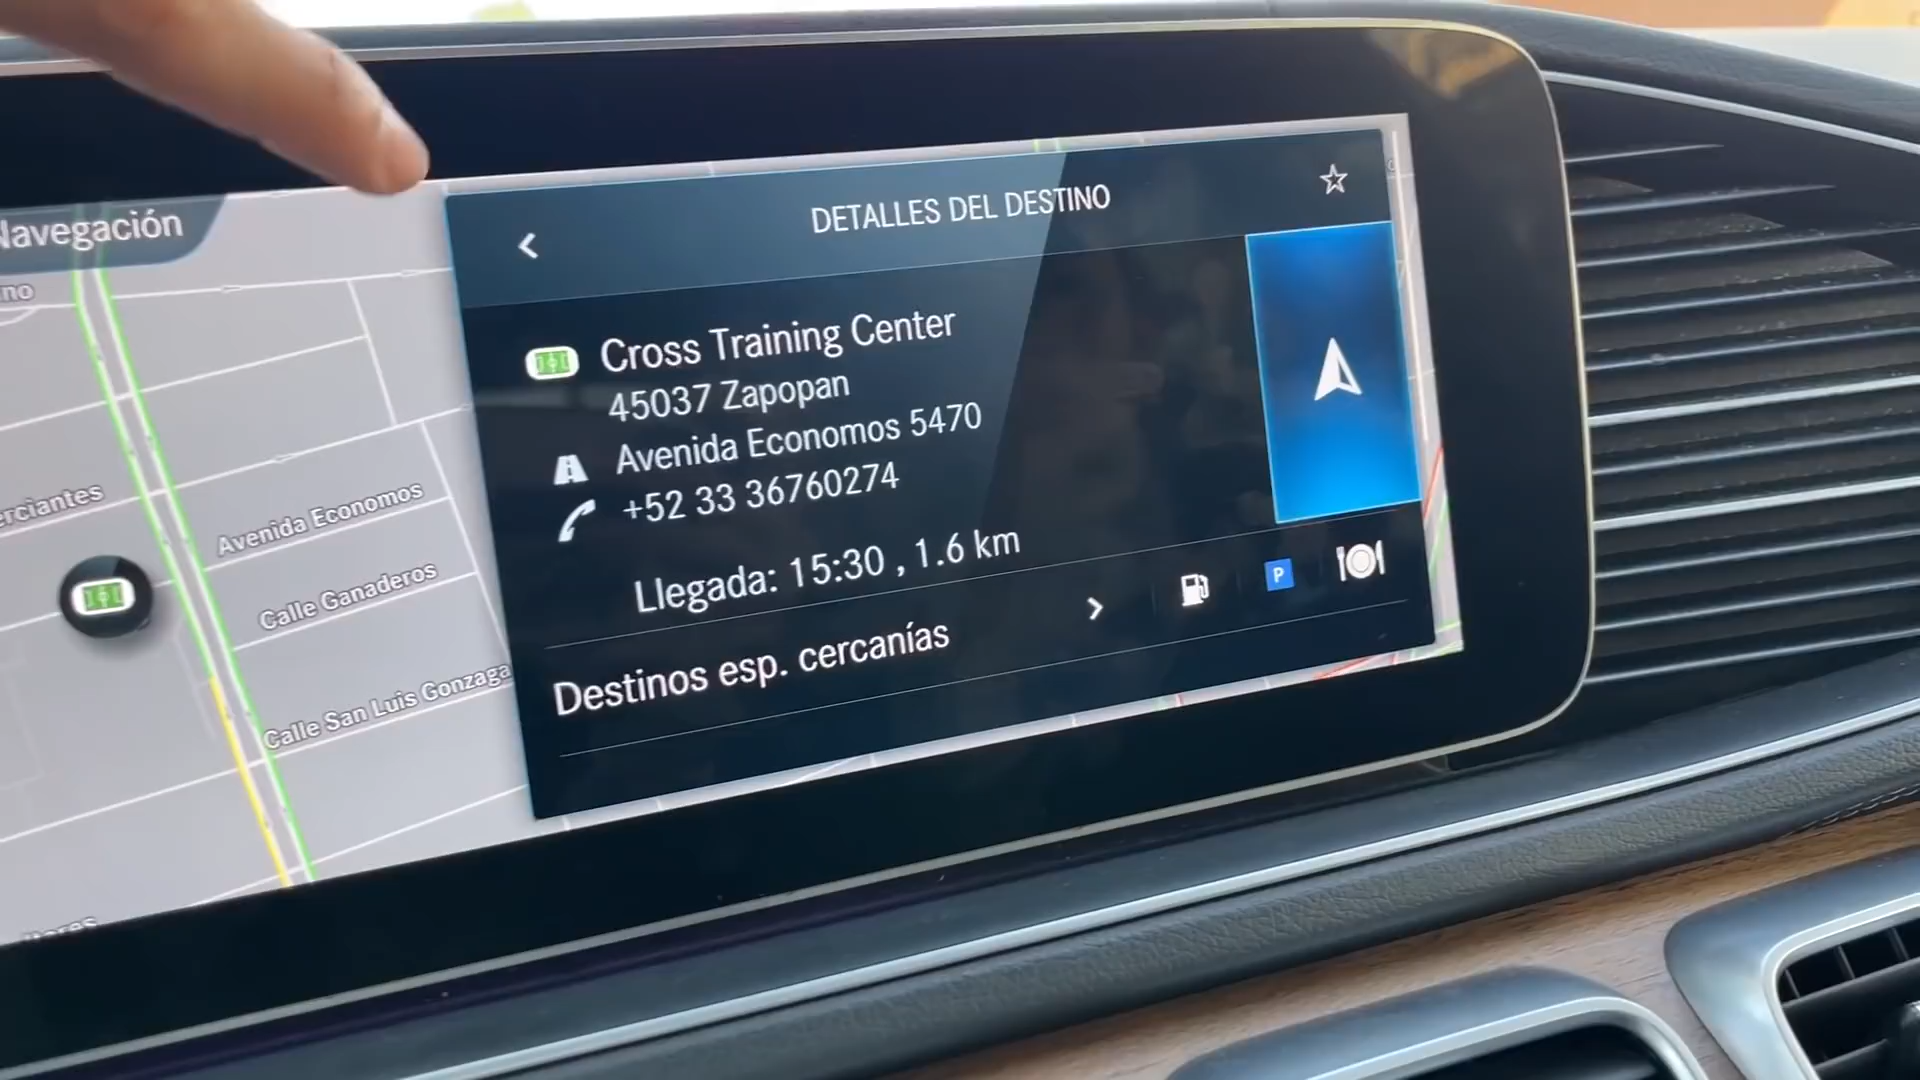 Navegación
DETALLES DEL DESTINO
Cross Training Center
45037 Zapopan
Avenida Economos 5470
+52 33 36760274
Llegada: 15:30 , 1.6 km
Destinos esp. cercanías
P
Avenida Economos
Calle Ganaderos
Calle San Luis Gonzaga